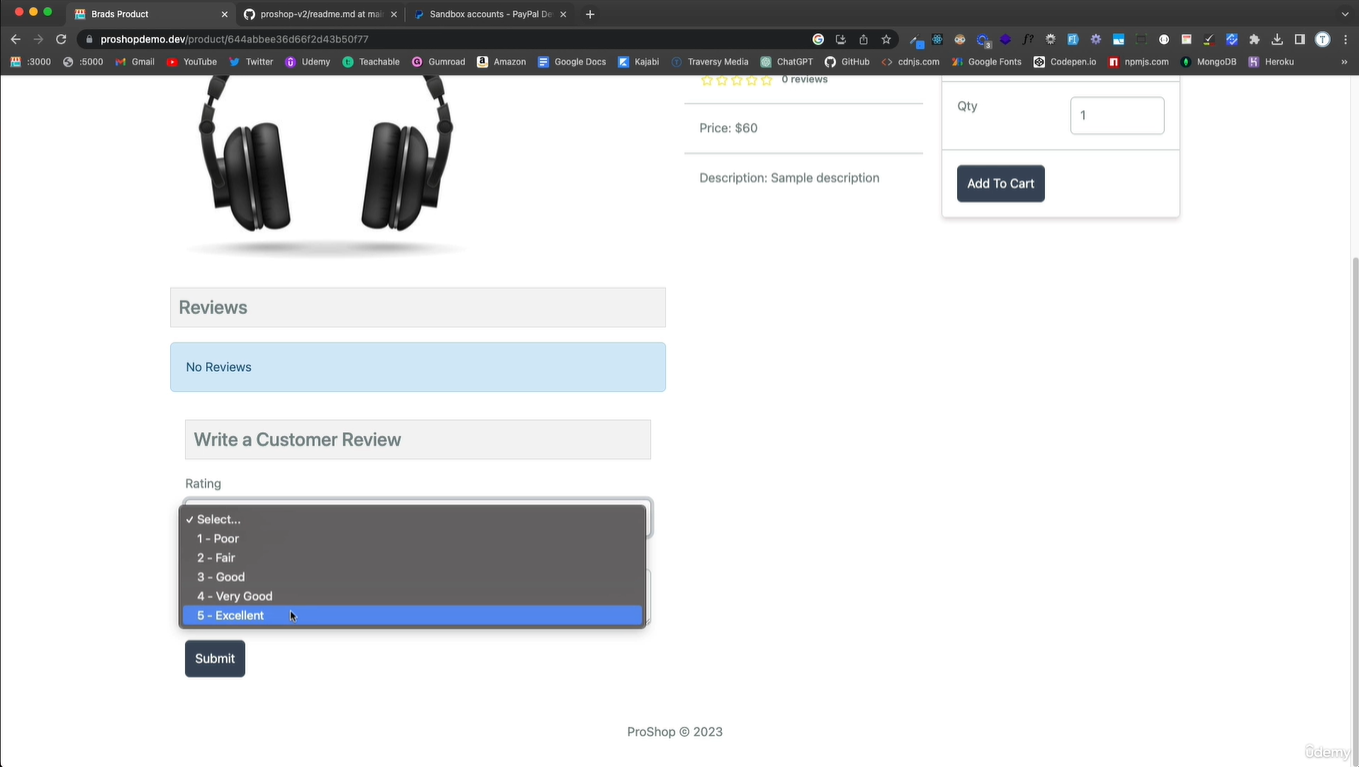 Brads Product
proshop-v2/readme.md at mai
Sandbox accounts - PayPal De
proshopdemo.dev/product/644abbee36d66f2d43b50f77
:3000 :5000 Gmail YouTube Twitter Udemy Teachable Gumroad Amazon Google Docs Kajabi Traversy Media ChatGPT GitHub cdnjs.com Google Fonts Codepen.io npmjs.com MongoDB Heroku »
0 reviews
Price: $60
Description: Sample description
Qty
1
Add To Cart
Reviews
No Reviews
Write a Customer Review
Rating
✓ Select...
1 - Poor
2 - Fair
3 - Good
4 - Very Good
5 - Excellent
Submit
ProShop © 2023
ûdemy